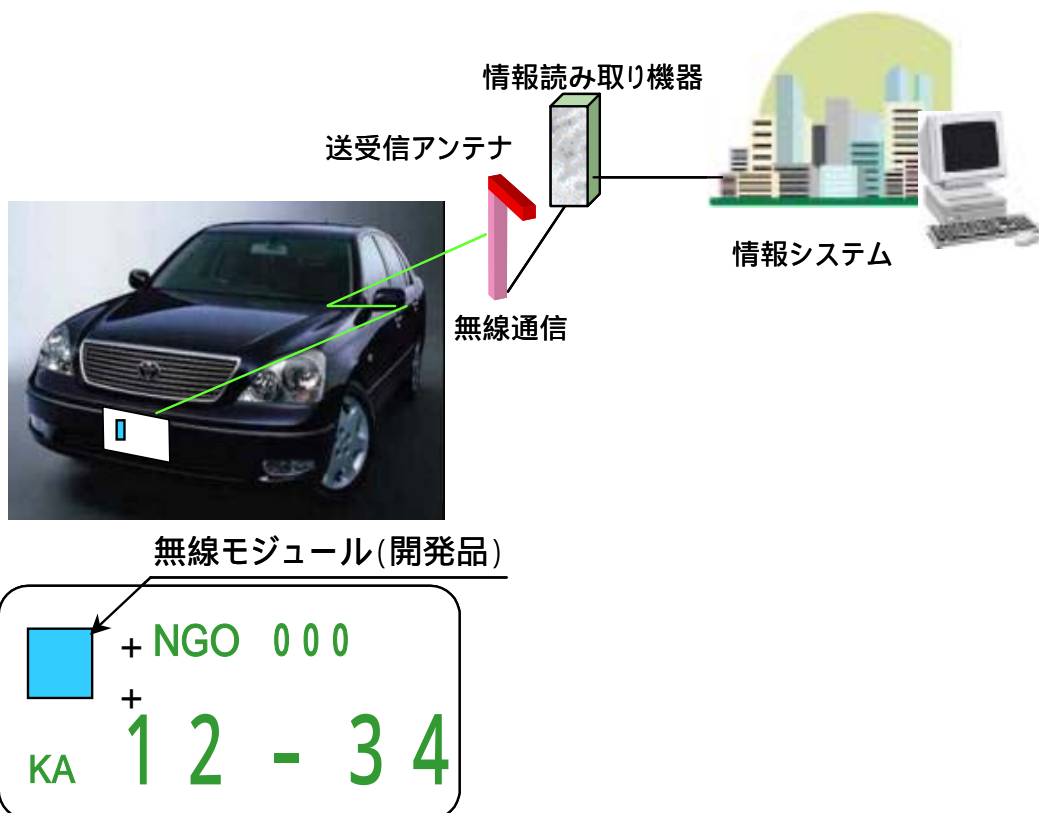 情報読み取り機器
送受信アンテナ
情報システム
無線通信
無線モジュール(開発品)
+ NGO 000
+
KA 12-34